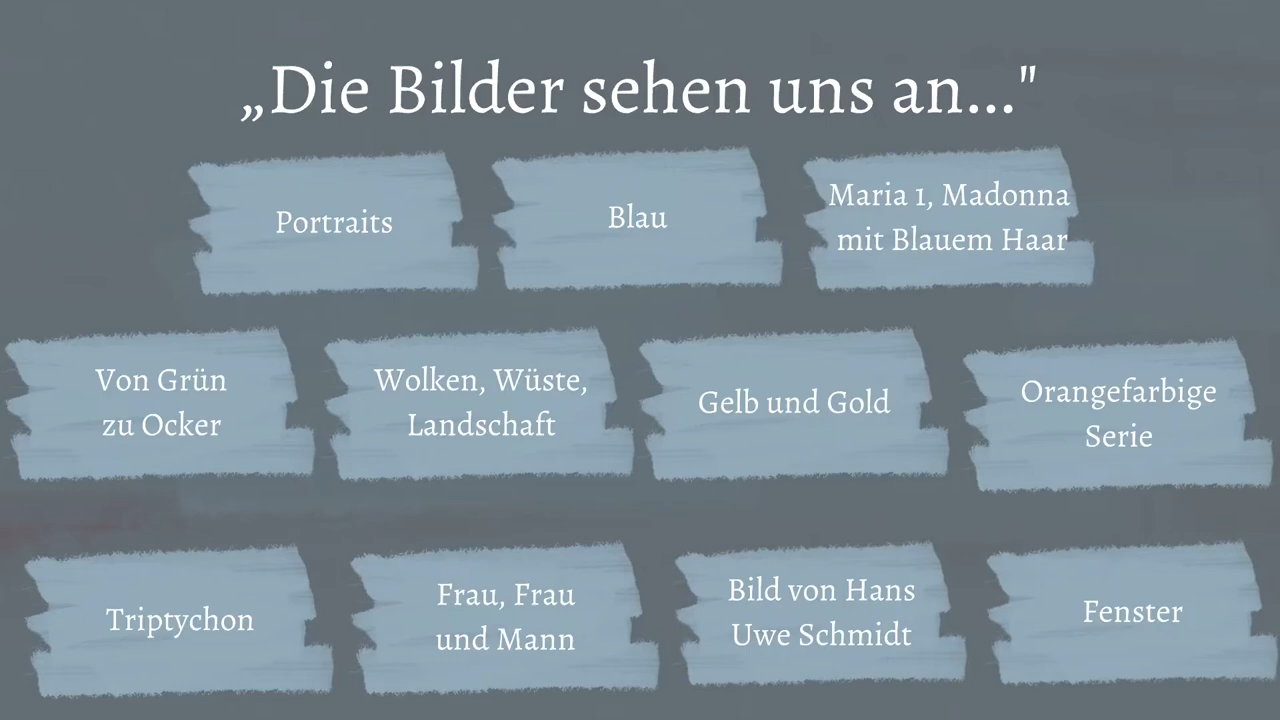 „Die Bilder sehen uns an..."
Portraits
Blau
Maria 1, Madonna
mit Blauem Haar
Von Grün
zu Ocker
Wolken, Wüste,
Landschaft
Gelb und Gold
Orangefarbige
Serie
Triptychon
Frau, Frau
und Mann
Bild von Hans
Uwe Schmidt
Fenster